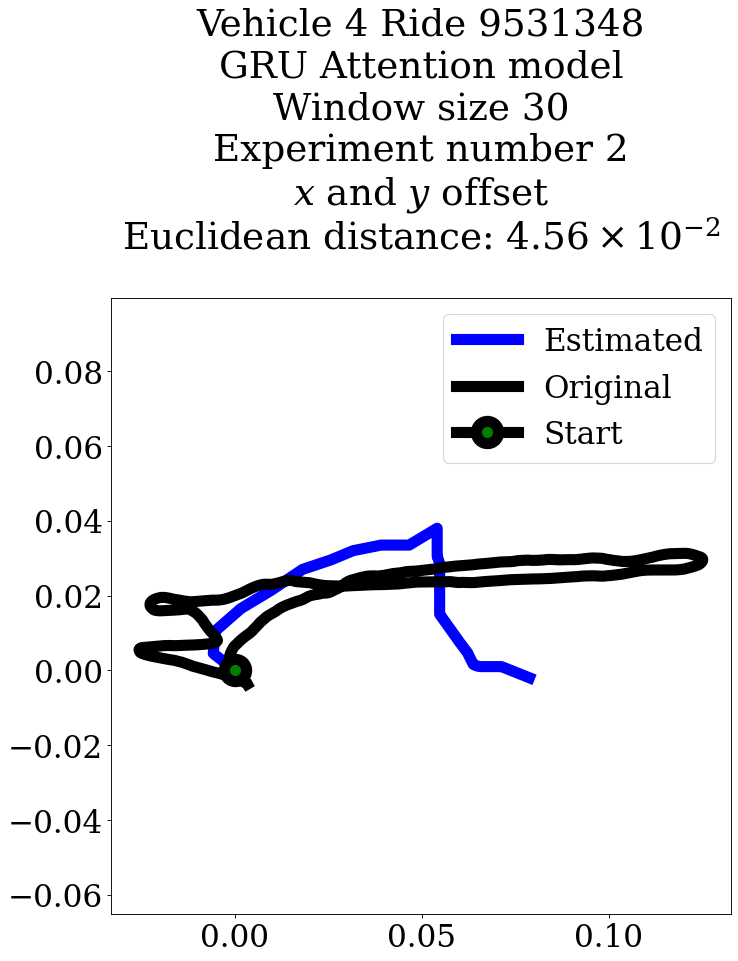 Vehicle 4 Ride 9531348
GRU Attention model
Window size 30
Experiment number 2
x and y offset
Euclidean distance: 4.56 × 10⁻²
Estimated
Original
Start
0.08
0.06
0.04
0.02
0.00
−0.02
−0.04
−0.06
0.00 0.05 0.10